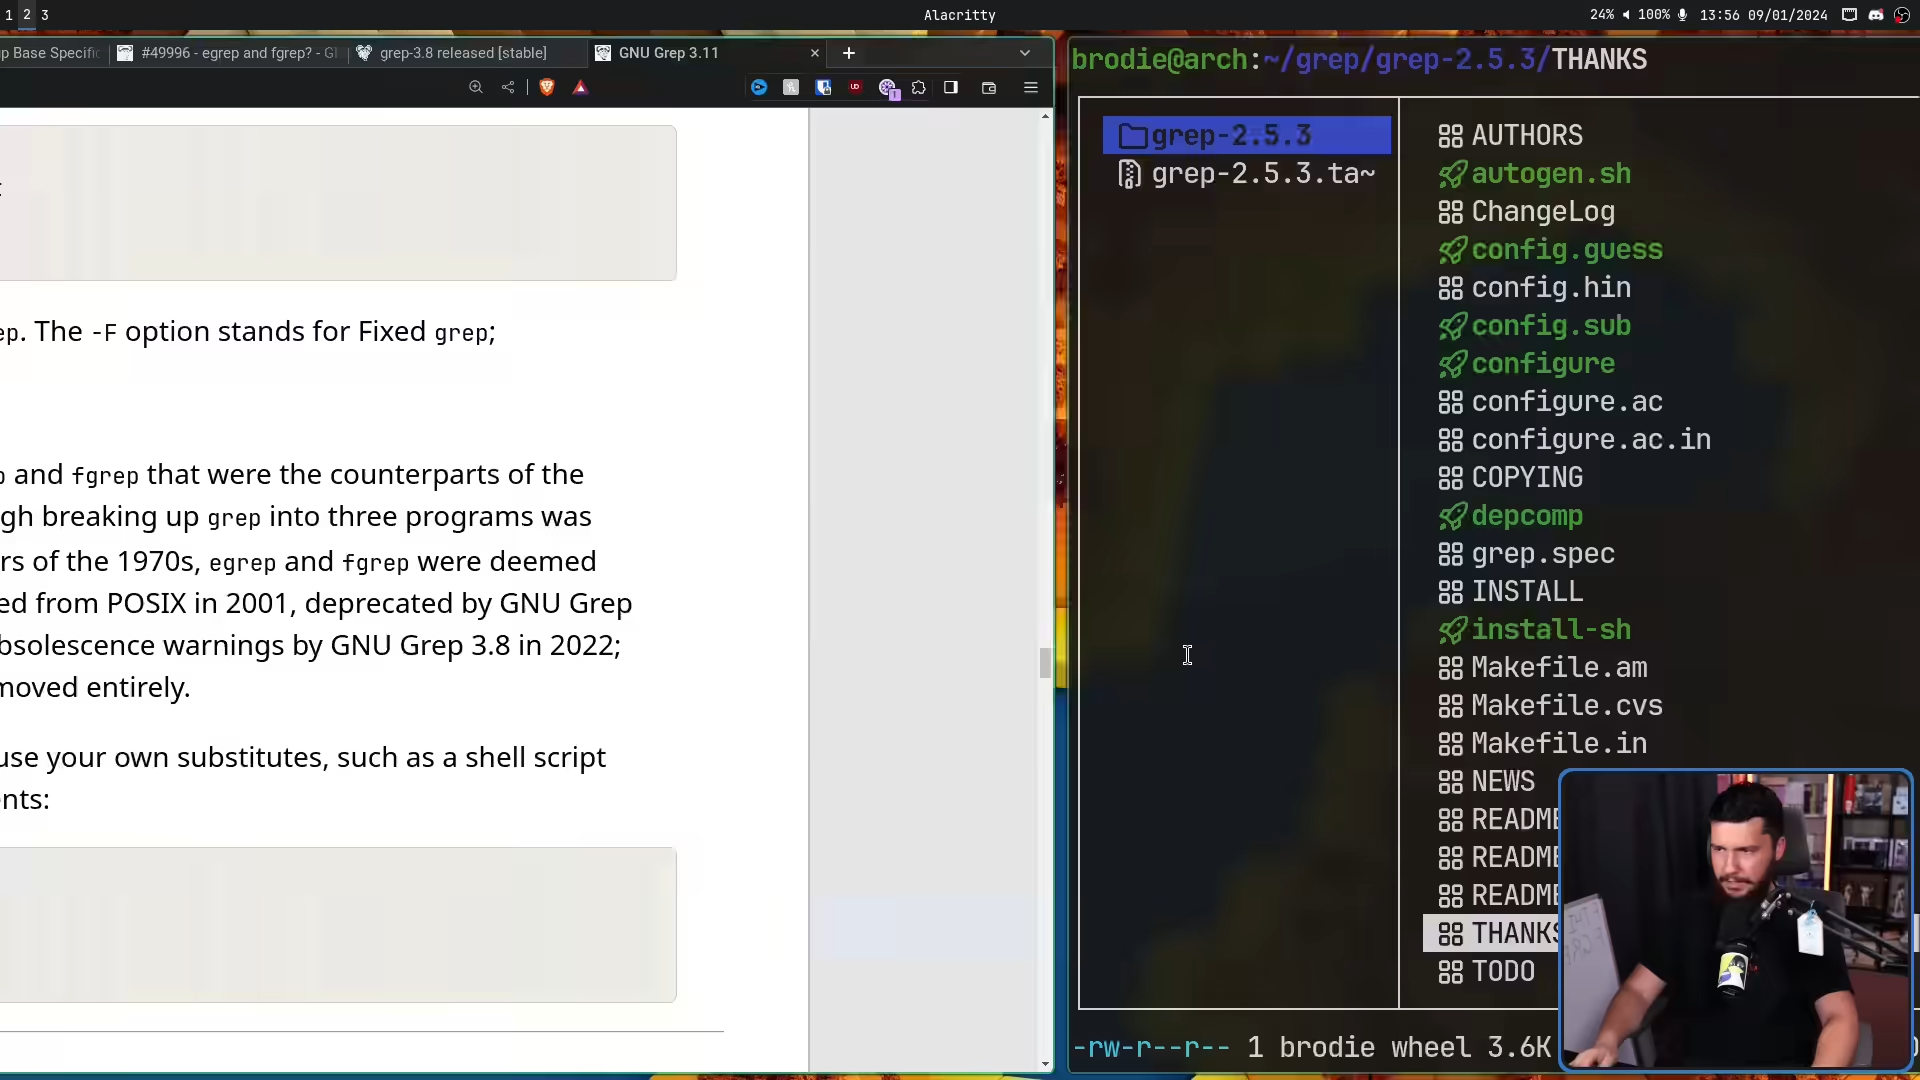 1 2 3
Alacritty
24% 100% 13:56 09/01/2024
p Base Specific
#49996 - egrep and fgrep? - G
grep-3.8 released [stable]
GNU Grep 3.11
ep. The -F option stands for Fixed grep;
p and fgrep that were the counterparts of the
gh breaking up grep into three programs was
rs of the 1970s, egrep and fgrep were deemed
ed from POSIX in 2001, deprecated by GNU Grep
bsolescence warnings by GNU Grep 3.8 in 2022;
moved entirely.
use your own substitutes, such as a shell script
nts:
brodie@arch:~/grep/grep-2.5.3/THANKS
grep-2.5.3
grep-2.5.3.ta~
AUTHORS
autogen.sh
ChangeLog
config.guess
config.hin
config.sub
configure
configure.ac
configure.ac.in
COPYING
depcomp
grep.spec
INSTALL
install-sh
Makefile.am
Makefile.cvs
Makefile.in
NEWS
README
README
README
THANKS
TODO
-rw-r--r-- 1 brodie wheel 3.6K